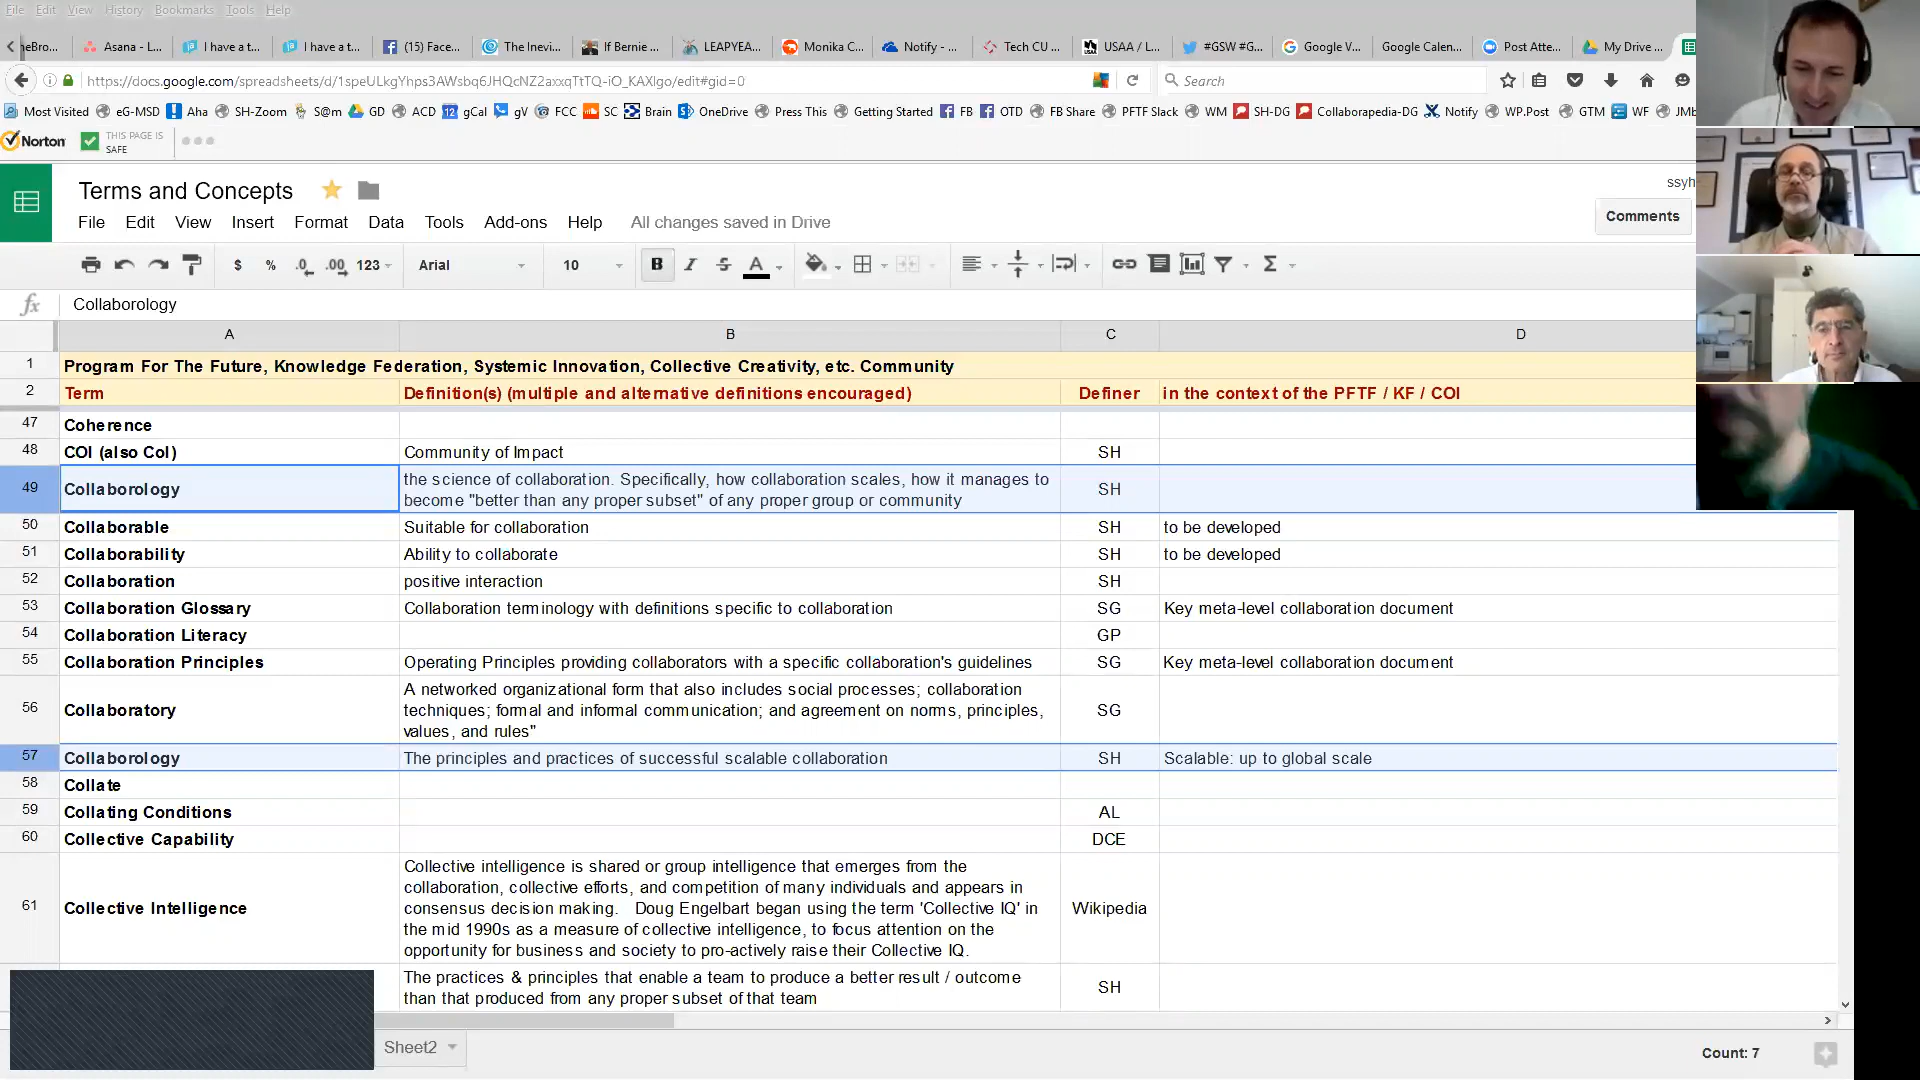 File Edit View History Bookmarks Tools Help
neBro... Asana - L... I have a t... I have a t... (15) Face... The Inevi... If Bernie ... LEAPYEA... Monika C... Notify - ... Tech CU ... USAA / L... #GSW #G... Google V... Google Calen... Post Atte... My Drive ...
https://docs.google.com/spreadsheets/d/1speULkgYhps3AWsbq6JHQcNZ2axxqTtTQ-iO_KAXlgo/edit#gid=0 Search
Most Visited eG-MSD Aha SH-Zoom S@m GD ACD gCal gV FCC SC Brain OneDrive Press This Getting Started FB OTD FB Share PFTF Slack WM SH-DG Collaborapedia-DG Notify WP.Post GTM WF JMb
Norton THIS PAGE IS
SAFE
Terms and Concepts
ssyh
File Edit View Insert Format Data Tools Add-ons Help All changes saved in Drive Comments
$ % .0 .00 123 Arial 10 B I S A Σ
fx Collaborology
A B C D
1 Program For The Future, Knowledge Federation, Systemic Innovation, Collective Creativity, etc. Community
2 Term Definition(s) (multiple and alternative definitions encouraged) Definer in the context of the PFTF / KF / COI
47 Coherence
48 COI (also CoI) Community of Impact SH
49 Collaborology the science of collaboration. Specifically, how collaboration scales, how it manages to
become "better than any proper subset" of any proper group or community SH
50 Collaborable Suitable for collaboration SH to be developed
51 Collaborability Ability to collaborate SH to be developed
52 Collaboration positive interaction SH
53 Collaboration Glossary Collaboration terminology with definitions specific to collaboration SG Key meta-level collaboration document
54 Collaboration Literacy GP
55 Collaboration Principles Operating Principles providing collaborators with a specific collaboration's guidelines SG Key meta-level collaboration document
56 Collaboratory A networked organizational form that also includes social processes; collaboration
techniques; formal and informal communication; and agreement on norms, principles, SG
values, and rules"
57 Collaborology The principles and practices of successful scalable collaboration SH Scalable: up to global scale
58 Collate
59 Collating Conditions AL
60 Collective Capability DCE
61 Collective Intelligence Collective intelligence is shared or group intelligence that emerges from the
collaboration, collective efforts, and competition of many individuals and appears in
consensus decision making. Doug Engelbart began using the term 'Collective IQ' in Wikipedia
the mid 1990s as a measure of collective intelligence, to focus attention on the
opportunity for business and society to pro-actively raise their Collective IQ.
The practices & principles that enable a team to produce a better result / outcome
than that produced from any proper subset of that team SH
Sheet2 Count: 7